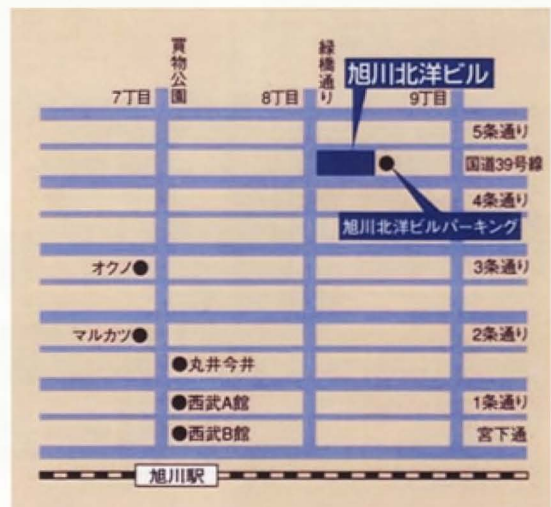 買物公園
緑橋通り
旭川北洋ビル
7丁目
8丁目
9丁目
5条通り
国道39号線
4条通り
旭川北洋ビルパーキング
オクノ
3条通り
マルカツ
2条通り
丸井今井
西武A館
1条通り
西武B館
宮下通
旭川駅